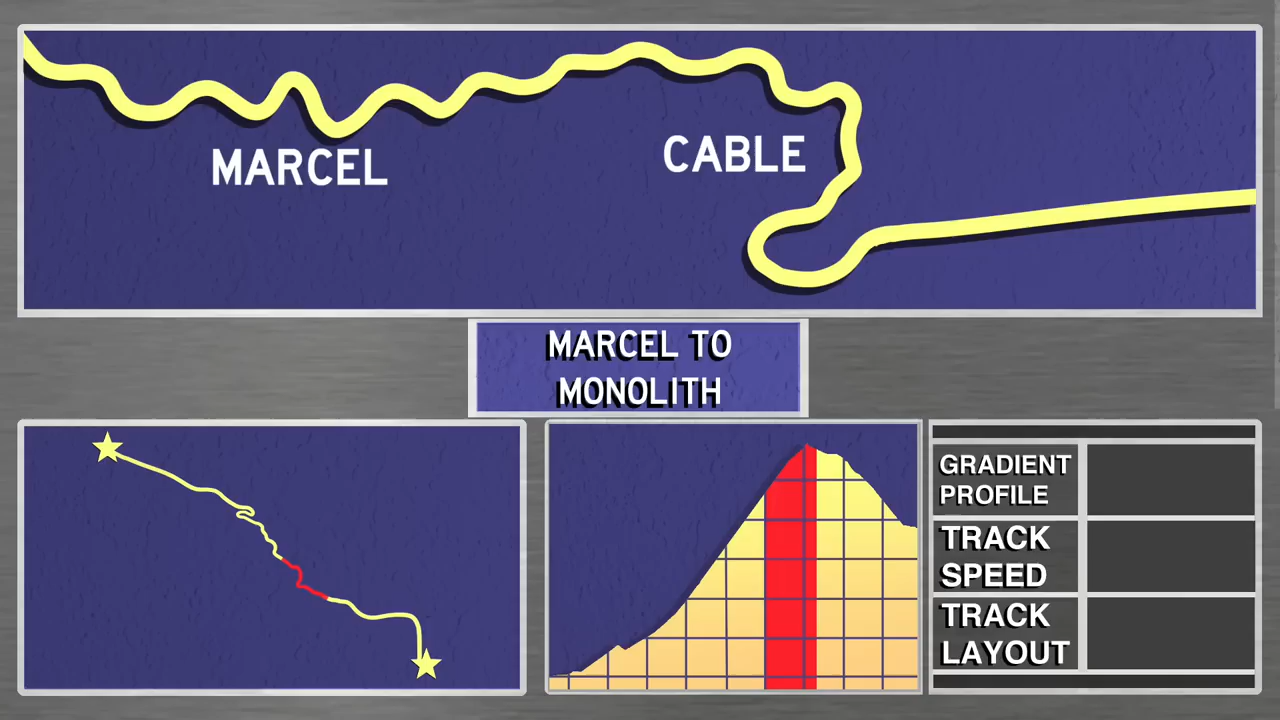 MARCEL
CABLE
MARCEL TO
MONOLITH
GRADIENT
PROFILE
TRACK
SPEED
TRACK
LAYOUT